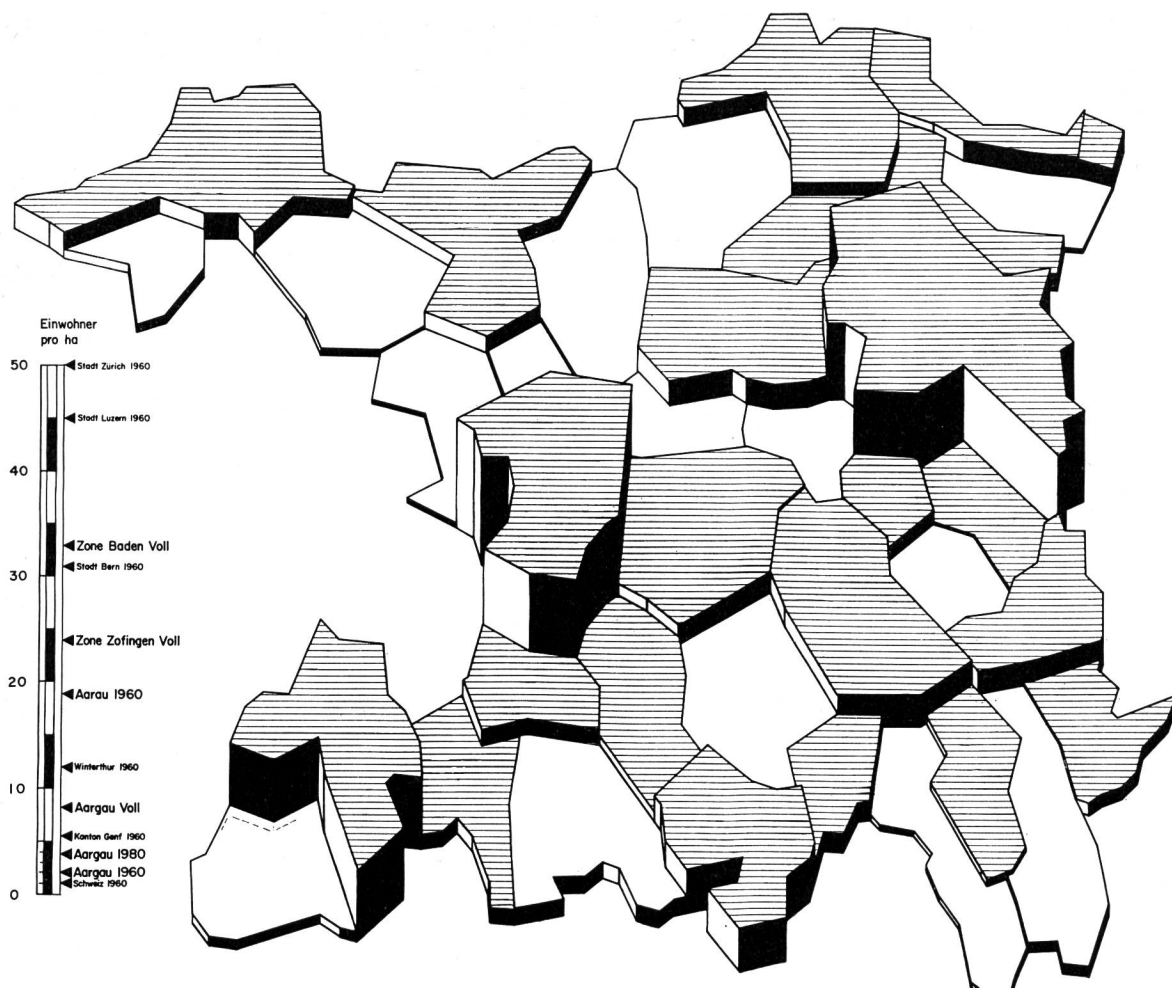 Einwohner
pro ha
50
Stadt Zürich 1960
Stadt Luzern 1960
40
Zone Baden Voll
Stadt Bern 1960
30
Zone Zofingen Voll
20
Aarau 1960
Winterthur 1960
10
Aargau Voll
Kanton Genf 1960
Aargau 1980
Aargau 1960
Schweiz 1960
0